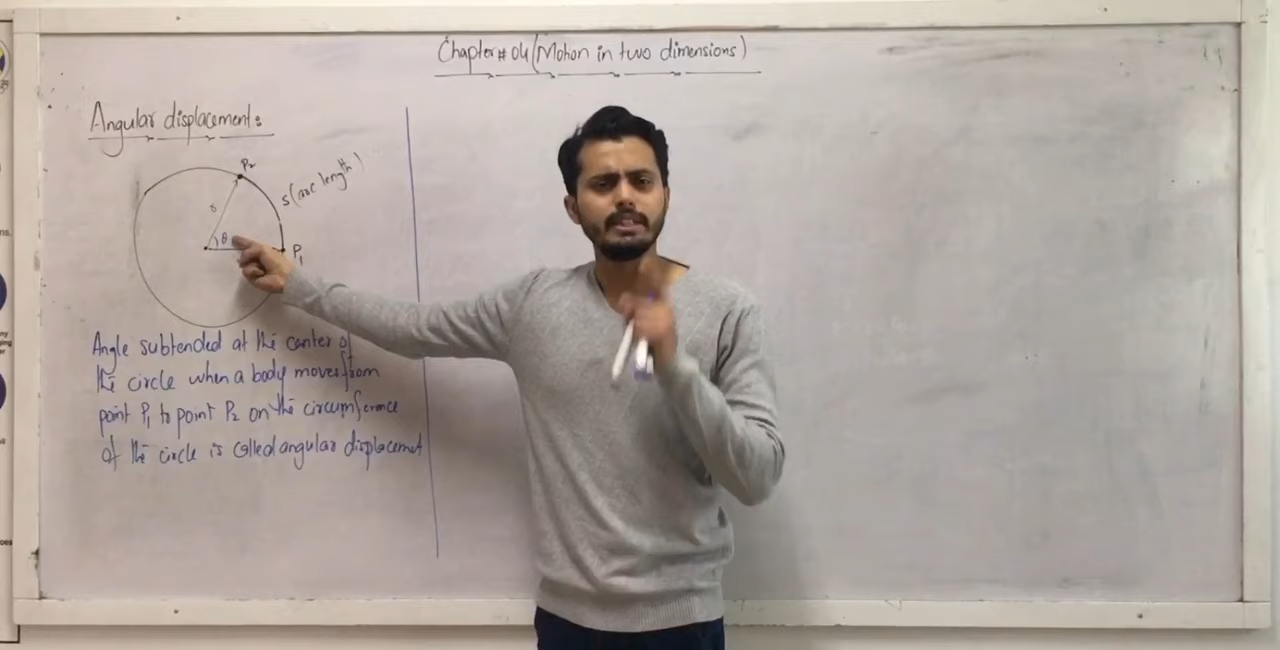 Chapter # 04 (Motion in two dimensions)
Angular displacement:
P2
S (arc length)
r
θ
P1
Angle subtended at the center of
the circle when a body moves from
point P1 to point P2 on the circumference
of the circle is called angular displacemet